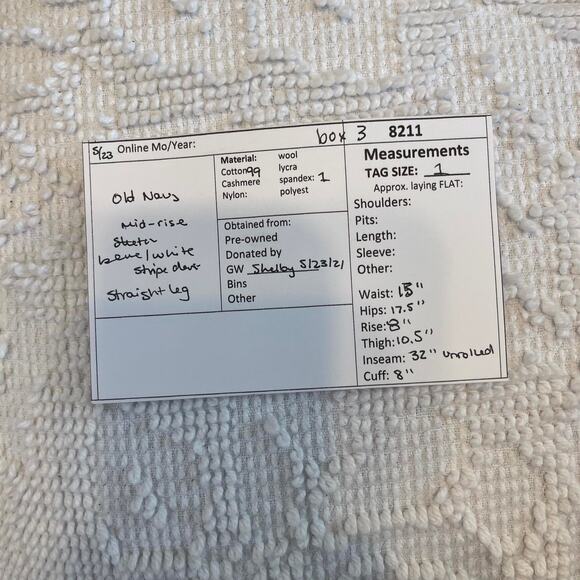 5/23 Online Mo/Year:
box 3 8211
Old Navy
Mid-rise
Stretch
/white
stripe
Straight leg
Material: wool
Cotton 99 lycra
Cashmere spandex: 1
Nylon: polyest
Obtained from:
Pre-owned
Donated by
GW Shelby 5/23/21
Bins
Other
Measurements
TAG SIZE: 1
Approx. laying FLAT:
Shoulders:
Pits:
Length:
Sleeve:
Other:
Waist: 15"
Hips: 17.5"
Rise: 8"
Thigh: 10.5"
Inseam: 32" unrolled
Cuff: 8"